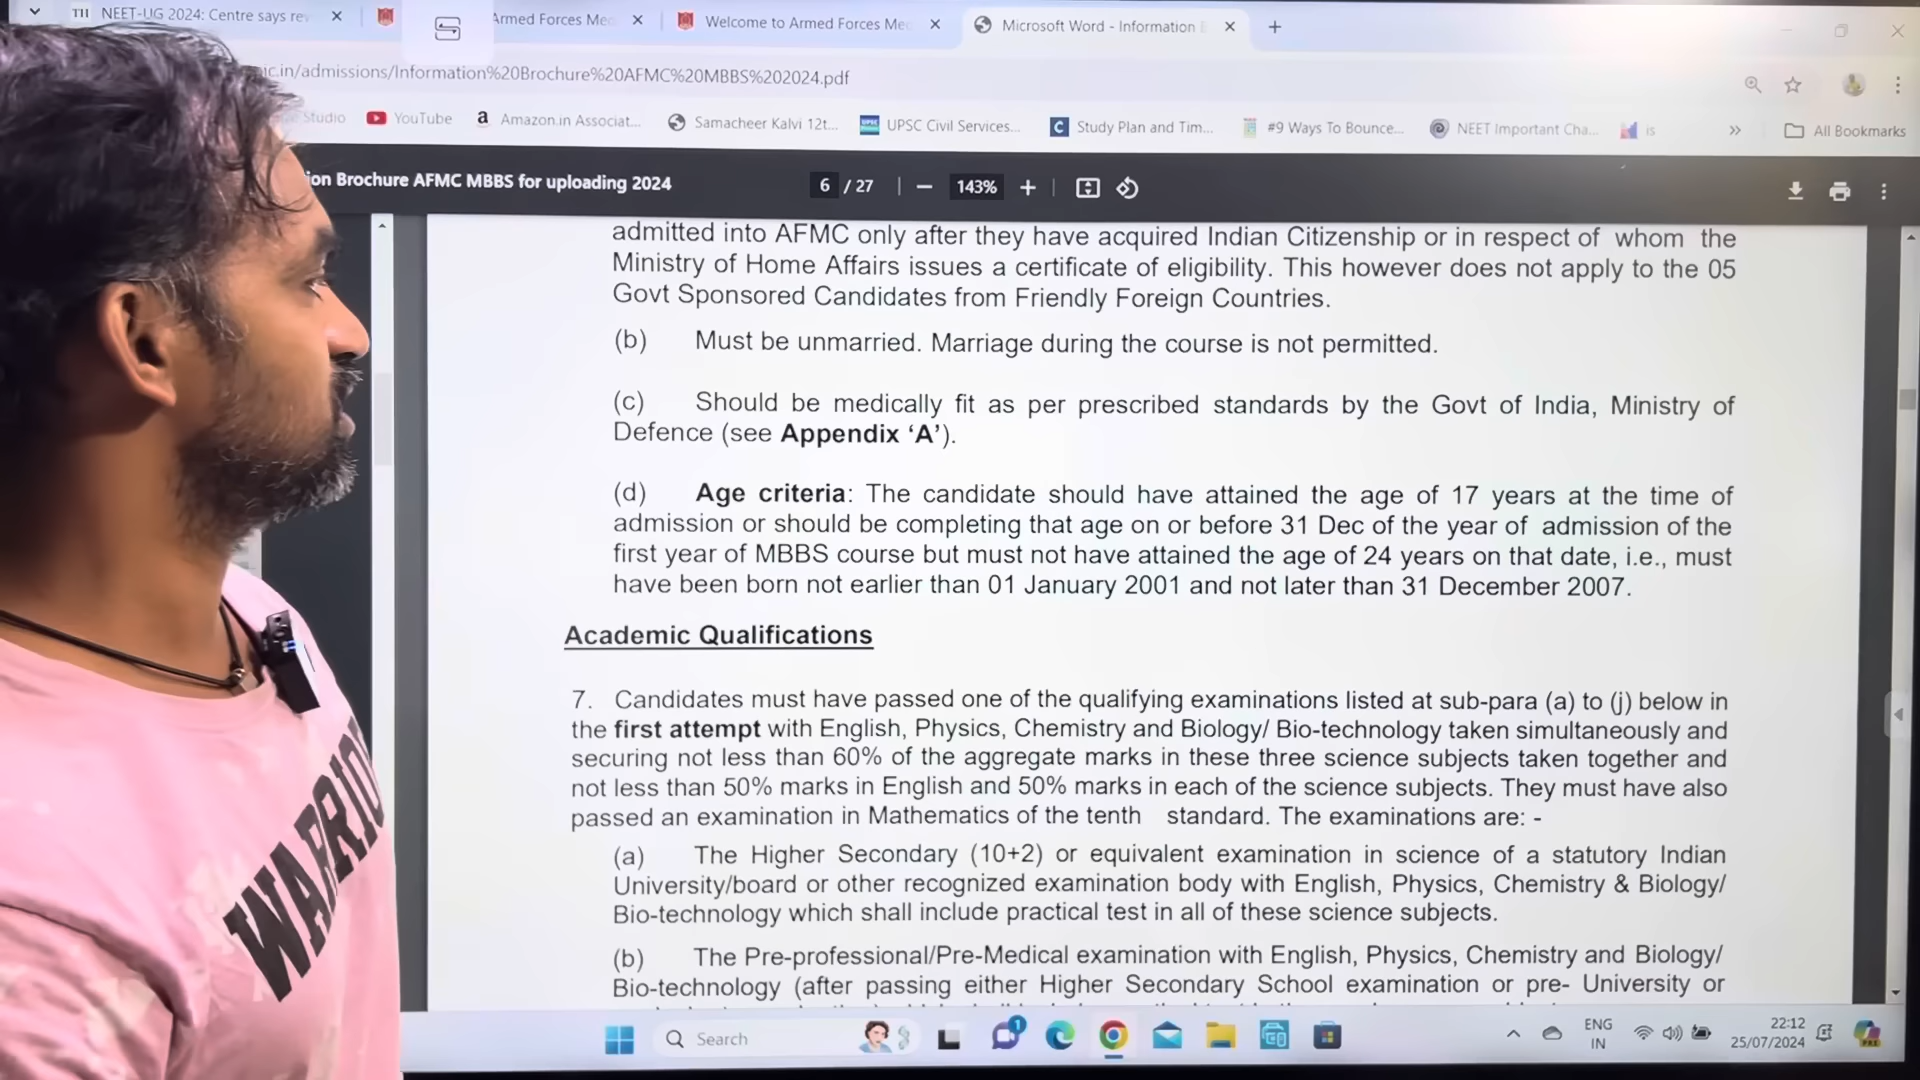 NEET-UG 2024: Centre says re
Armed Forces Med
Welcome to Armed Forces Med
Microsoft Word - Information B
ic.in/admissions/Information%20Brochure%20AFMC%20MBBS%202024.pdf
Studio
YouTube
Amazon.in Associat...
Samacheer Kalvi 12t...
UPSC Civil Services...
Study Plan and Tim...
#9 Ways To Bounce...
NEET Important Cha...
is
All Bookmarks
ion Brochure AFMC MBBS for uploading 2024
6 / 27
143%
admitted into AFMC only after they have acquired Indian Citizenship or in respect of whom the
Ministry of Home Affairs issues a certificate of eligibility. This however does not apply to the 05
Govt Sponsored Candidates from Friendly Foreign Countries.
(b) Must be unmarried. Marriage during the course is not permitted.
(c) Should be medically fit as per prescribed standards by the Govt of India, Ministry of
Defence (see Appendix ‘A’).
(d) Age criteria: The candidate should have attained the age of 17 years at the time of
admission or should be completing that age on or before 31 Dec of the year of admission of the
first year of MBBS course but must not have attained the age of 24 years on that date, i.e., must
have been born not earlier than 01 January 2001 and not later than 31 December 2007.
Academic Qualifications
7. Candidates must have passed one of the qualifying examinations listed at sub-para (a) to (j) below in
the first attempt with English, Physics, Chemistry and Biology/ Bio-technology taken simultaneously and
securing not less than 60% of the aggregate marks in these three science subjects taken together and
not less than 50% marks in English and 50% marks in each of the science subjects. They must have also
passed an examination in Mathematics of the tenth standard. The examinations are: -
(a) The Higher Secondary (10+2) or equivalent examination in science of a statutory Indian
University/board or other recognized examination body with English, Physics, Chemistry & Biology/
Bio-technology which shall include practical test in all of these science subjects.
(b) The Pre-professional/Pre-Medical examination with English, Physics, Chemistry and Biology/
Bio-technology (after passing either Higher Secondary School examination or pre- University or
WARRIO
Search
1
ENG
IN
22:12
25/07/2024